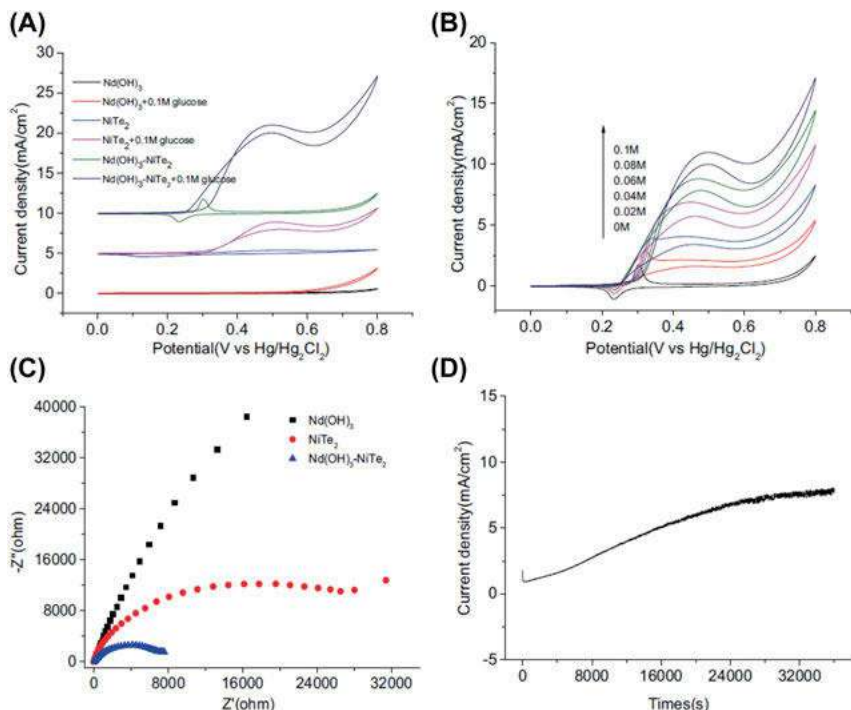 (A)
30
25
20
15
10
5
0
Current density(mA/cm²)
Nd(OH)₃
Nd(OH)₃+0.1M glucose
NiTe₂
NiTe₂+0.1M glucose
Nd(OH)₃-NiTe₂
Nd(OH)₃-NiTe₂+0.1M glucose
0.0 0.2 0.4 0.6 0.8
Potential(V vs Hg/Hg₂Cl₂)
(B)
20
15
10
5
0
Current density(mA/cm²)
0.1M
0.08M
0.06M
0.04M
0.02M
0M
0.0 0.2 0.4 0.6 0.8
Potential(V vs Hg/Hg₂Cl₂)
(C)
40000
32000
24000
16000
8000
0
-Z"(ohm)
Nd(OH)₃
NiTe₂
Nd(OH)₃-NiTe₂
0 8000 16000 24000 32000
Z'(ohm)
(D)
15
10
5
0
-5
Current density(mA/cm²)
0 8000 16000 24000 32000
Times(s)